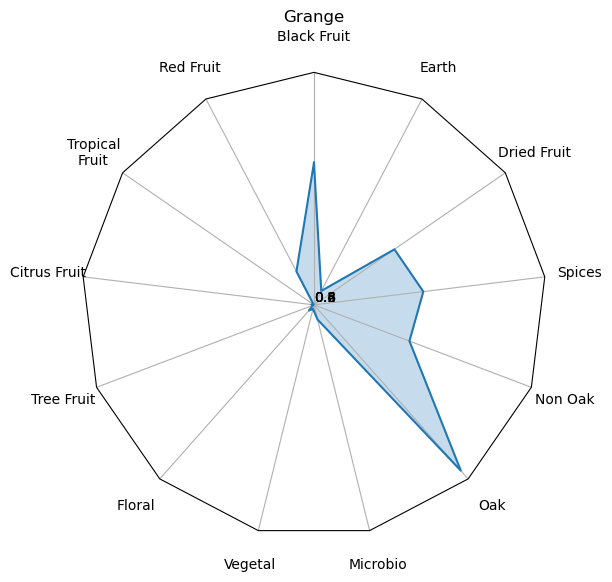 Grange
Black Fruit
Red Fruit
Earth
Tropical
Fruit
Dried Fruit
Citrus Fruit
Spices
Tree Fruit
Non Oak
Floral
Oak
Vegetal
Microbio